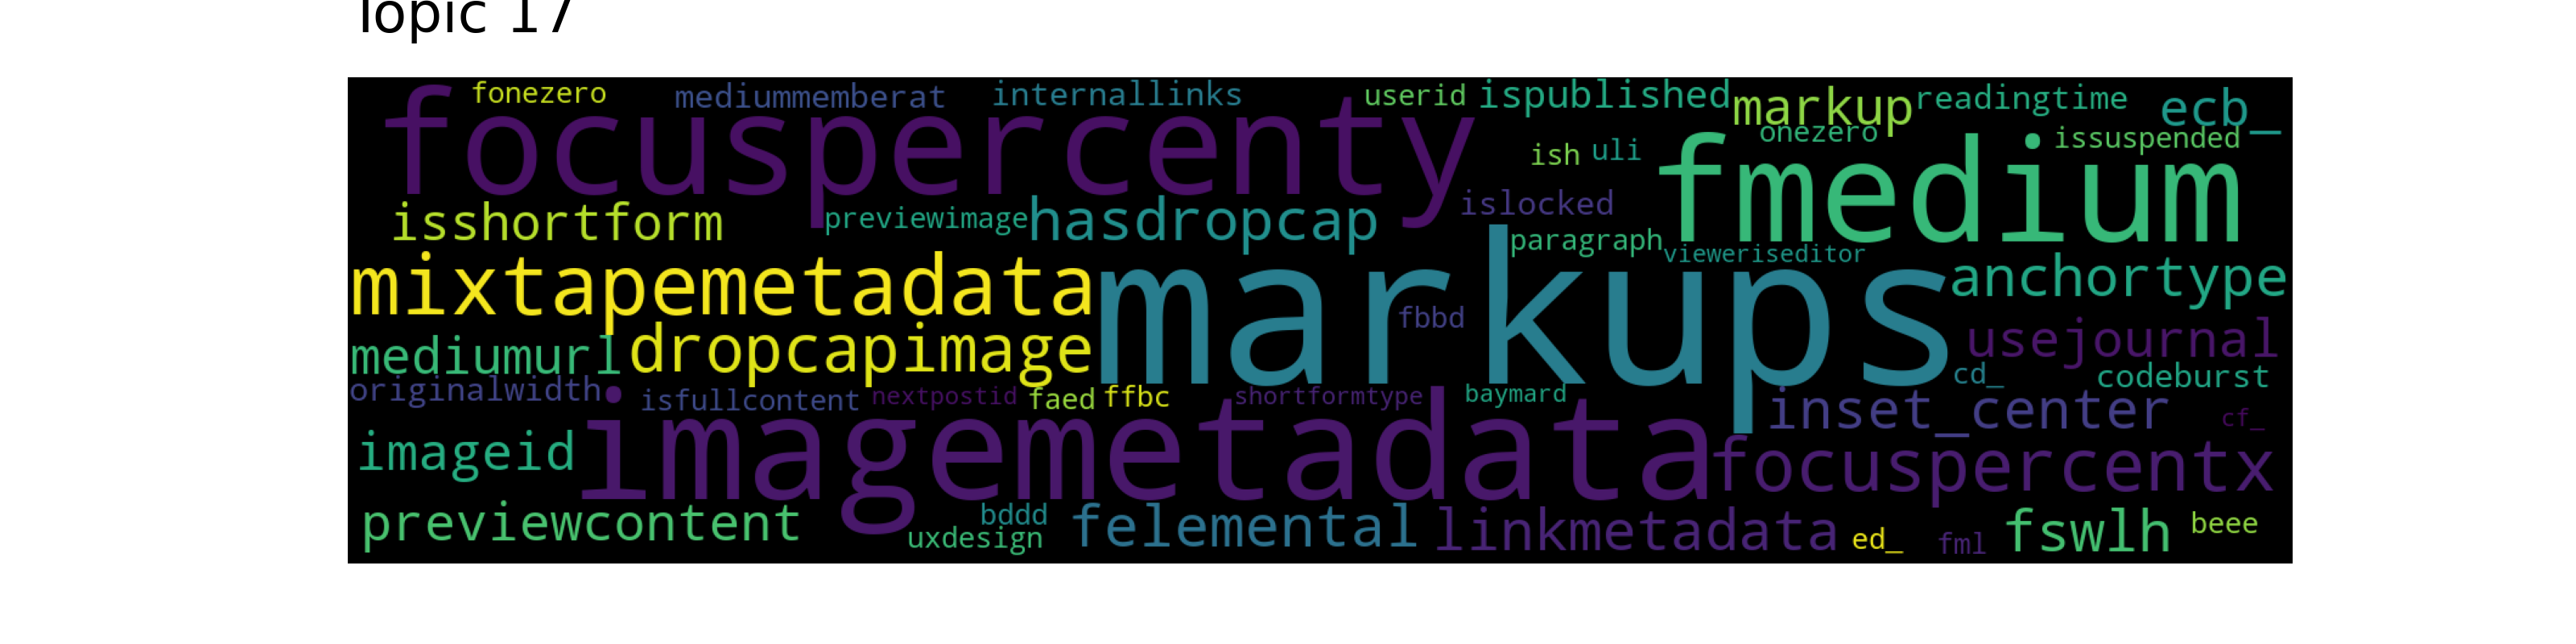 Topic 17
fonezero mediummemberat internallinks userid ispublished markup readingtime ecb_
focuspercenty onezero issuspended
ish uli fmedium
isshortform previewimage hasdropcap islocked
paragraph vieweriseditor
mixtapemetadata markups anchortype
mediumurl dropcapimage fbbd usejournal
originalwidth isfullcontent nextpostid faed ffbc shortformtype baymard cd_ codeburst
imageid imagemetadata inset_center cf_
focuspercentx
previewcontent bddd felemental linkmetadata ed_ fml fswlh beee
uxdesign